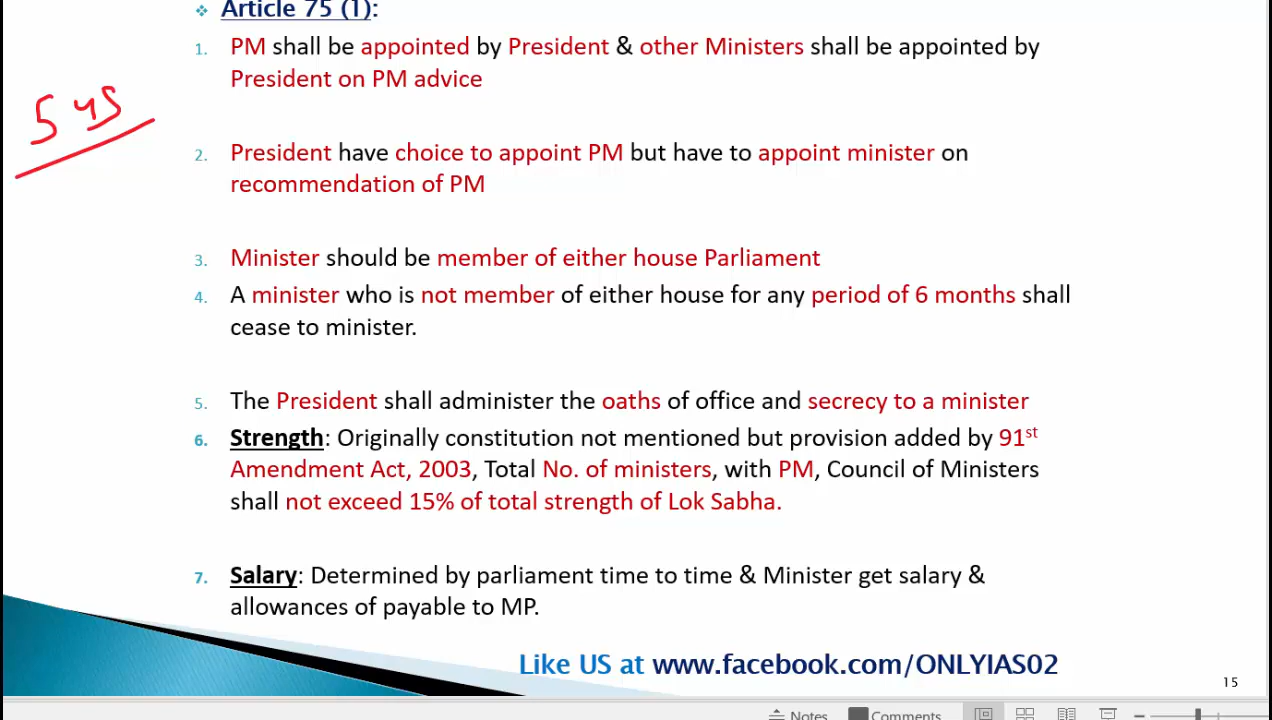 ❖ Article 75 (1):
1. PM shall be appointed by President & other Ministers shall be appointed by
President on PM advice
5 yrs
2. President have choice to appoint PM but have to appoint minister on
recommendation of PM
3. Minister should be member of either house Parliament
4. A minister who is not member of either house for any period of 6 months shall
cease to minister.
5. The President shall administer the oaths of office and secrecy to a minister
6. Strength: Originally constitution not mentioned but provision added by 91st
Amendment Act, 2003, Total No. of ministers, with PM, Council of Ministers
shall not exceed 15% of total strength of Lok Sabha.
7. Salary: Determined by parliament time to time & Minister get salary &
allowances of payable to MP.
Like US at www.facebook.com/ONLYIAS02
15
Notes Comments